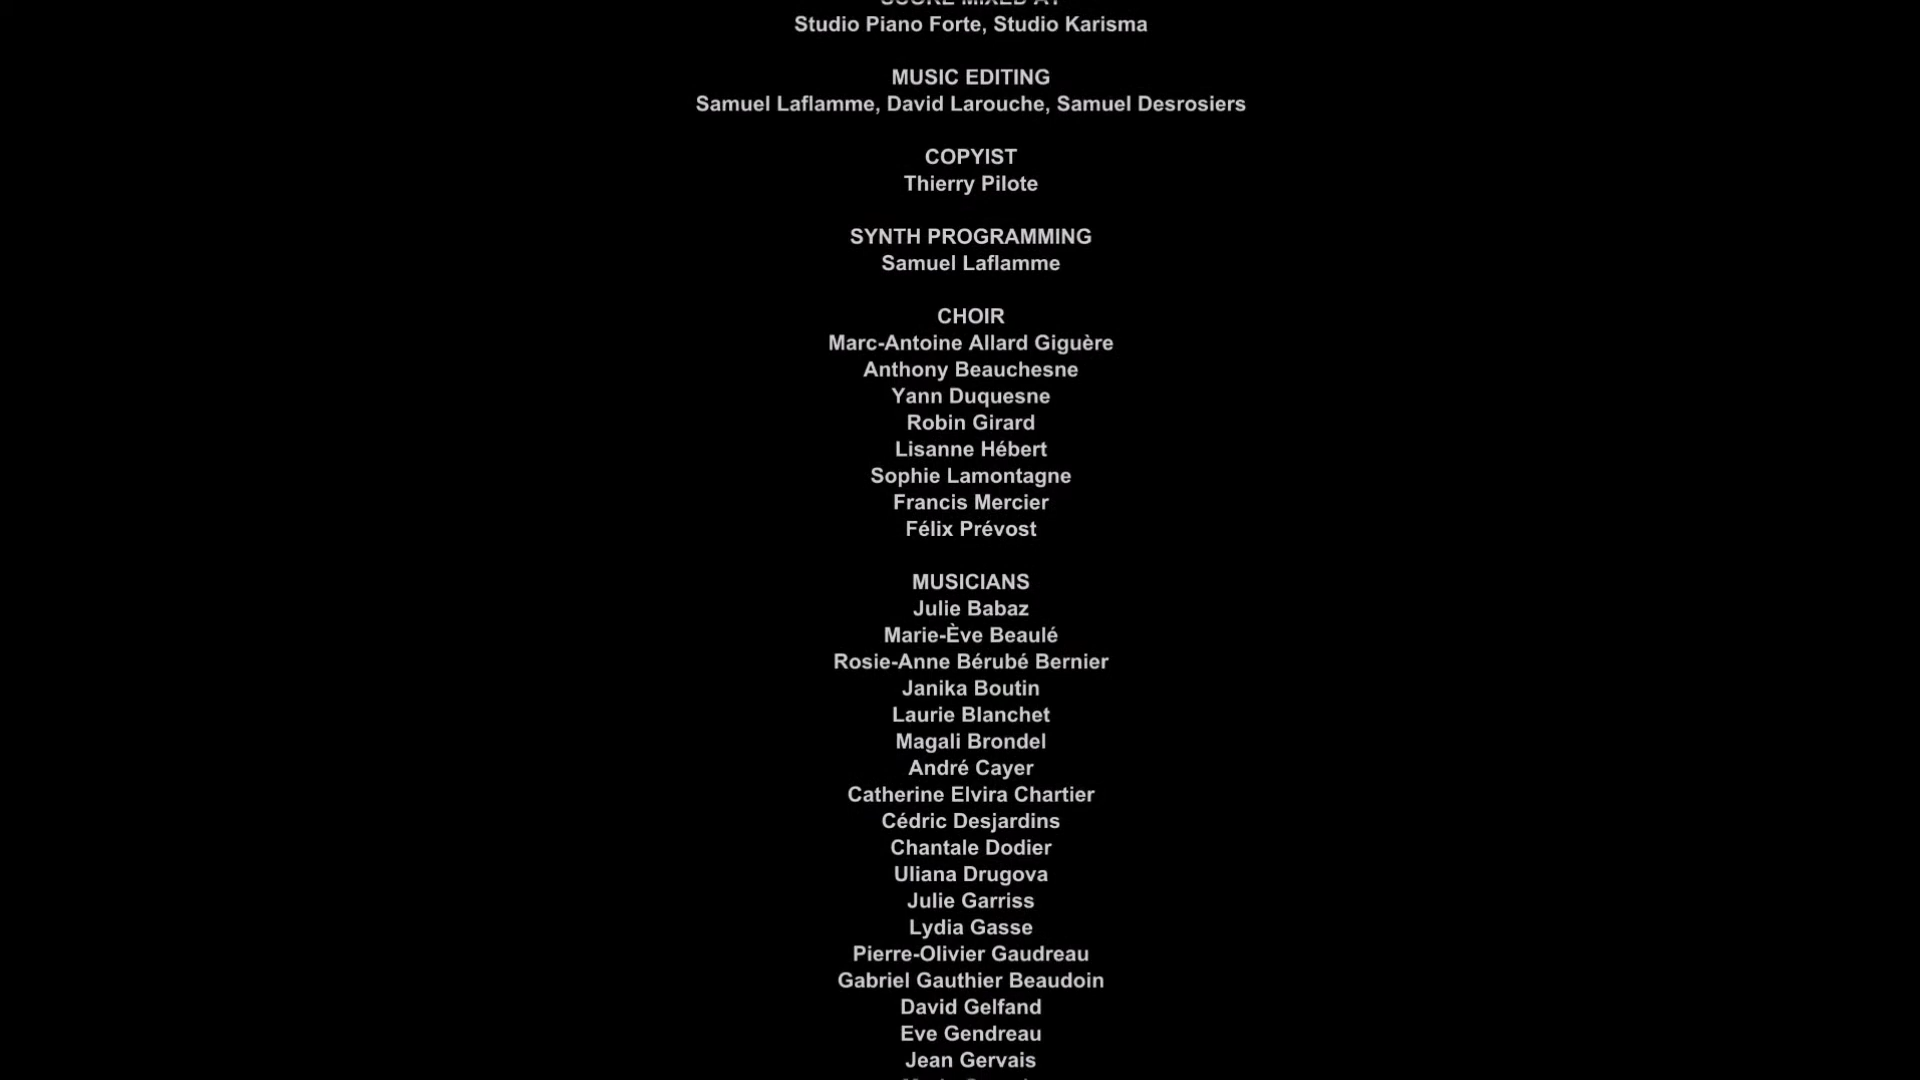 SCORE MIXED AT
Studio Piano Forte, Studio Karisma
MUSIC EDITING
Samuel Laflamme, David Larouche, Samuel Desrosiers
COPYIST
Thierry Pilote
SYNTH PROGRAMMING
Samuel Laflamme
CHOIR
Marc-Antoine Allard Giguère
Anthony Beauchesne
Yann Duquesne
Robin Girard
Lisanne Hébert
Sophie Lamontagne
Francis Mercier
Félix Prévost
MUSICIANS
Julie Babaz
Marie-Ève Beaulé
Rosie-Anne Bérubé Bernier
Janika Boutin
Laurie Blanchet
Magali Brondel
André Cayer
Catherine Elvira Chartier
Cédric Desjardins
Chantale Dodier
Uliana Drugova
Julie Garriss
Lydia Gasse
Pierre-Olivier Gaudreau
Gabriel Gauthier Beaudoin
David Gelfand
Eve Gendreau
Jean Gervais